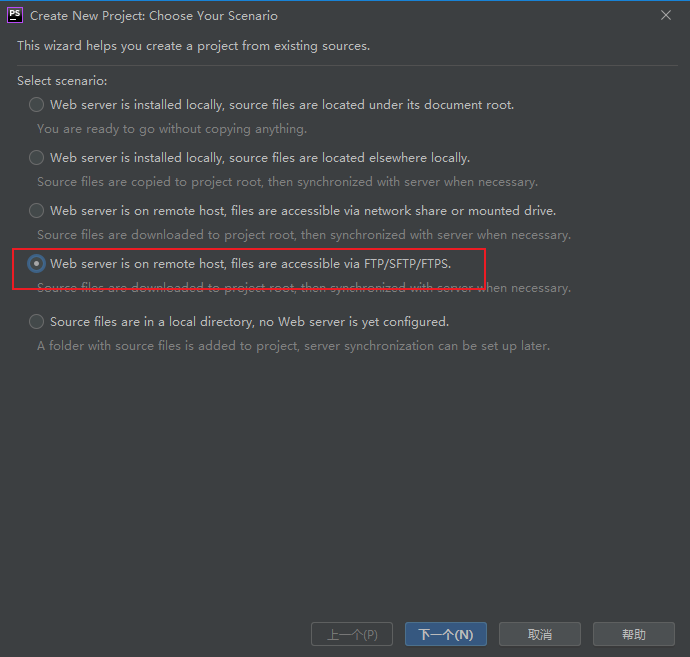 PS Create New Project: Choose Your Scenario
This wizard helps you create a project from existing sources.
Select scenario:
Web server is installed locally, source files are located under its document root.
You are ready to go without copying anything.
Web server is installed locally, source files are located elsewhere locally.
Source files are copied to project root, then synchronized with server when necessary.
Web server is on remote host, files are accessible via network share or mounted drive.
Source files are downloaded to project root, then synchronized with server when necessary.
Web server is on remote host, files are accessible via FTP/SFTP/FTPS.
Source files are downloaded to project root, then synchronized with server when necessary.
Source files are in a local directory, no Web server is yet configured.
A folder with source files is added to project, server synchronization can be set up later.
上一个(P) 下一个(N) 取消 帮助